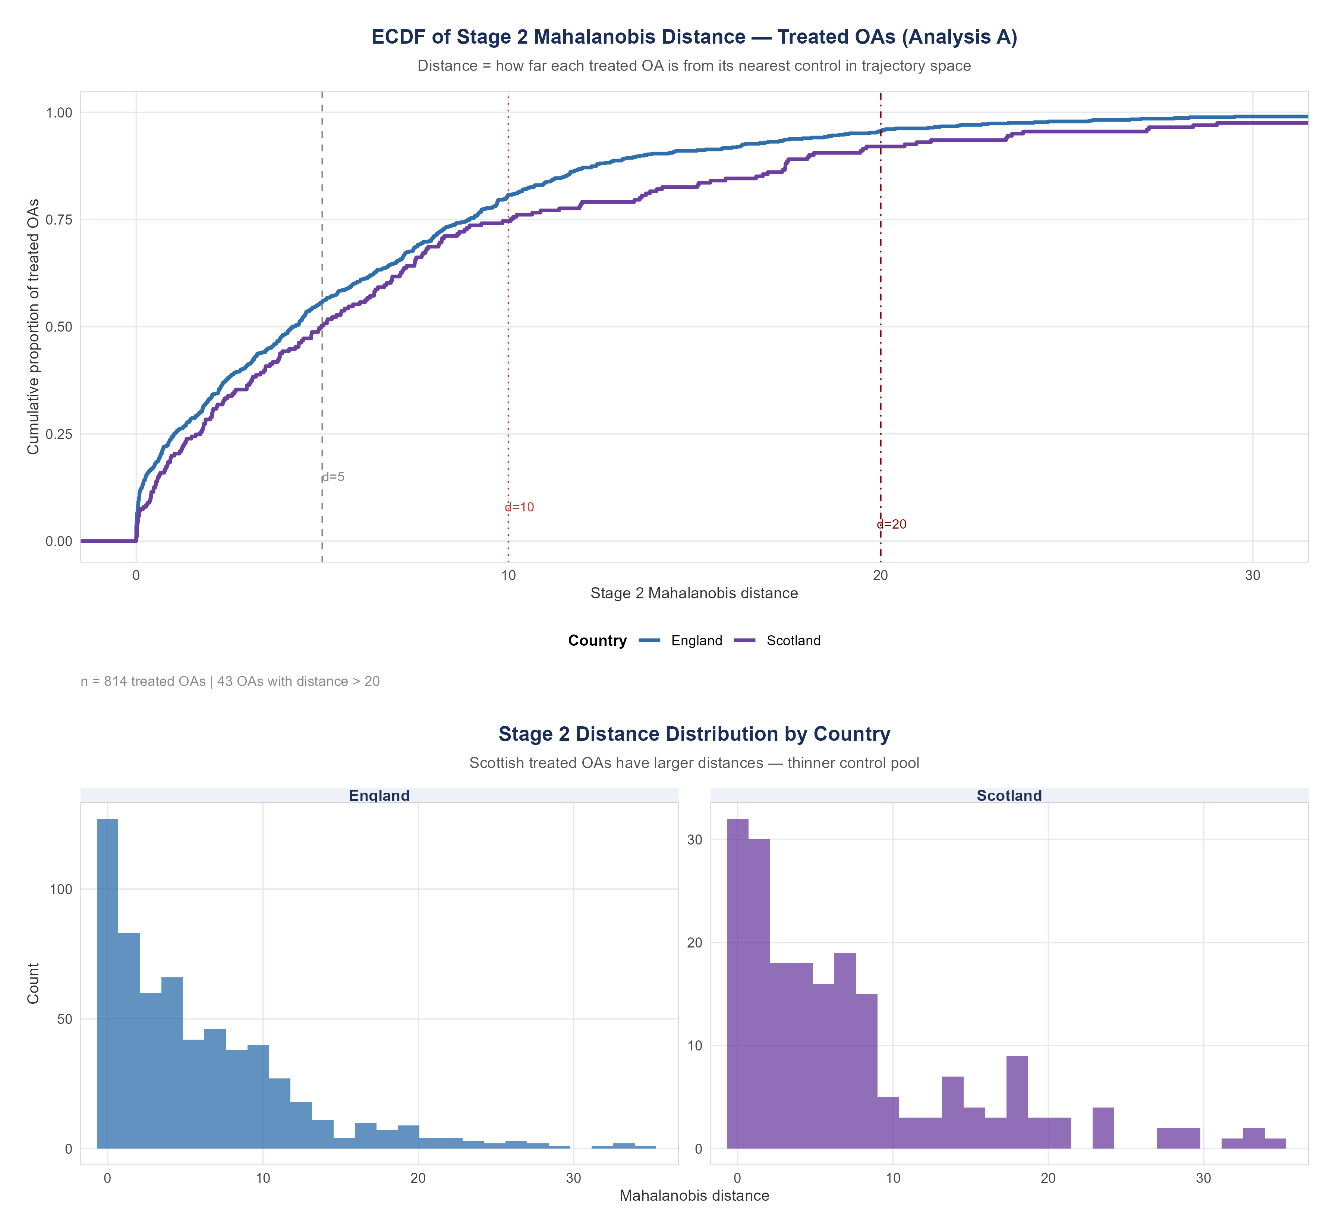 ECDF of Stage 2 Mahalanobis Distance — Treated OAs (Analysis A)
Distance = how far each treated OA is from its nearest control in trajectory space
Cumulative proportion of treated OAs
1.00
0.75
0.50
0.25
0.00
d=5
d=10
d=20
0 10 20 30
Stage 2 Mahalanobis distance
Country England Scotland
n = 814 treated OAs | 43 OAs with distance > 20
Stage 2 Distance Distribution by Country
Scottish treated OAs have larger distances — thinner control pool
England
Scotland
Count
100
50
0
30
20
10
0
0 10 20 30
0 10 20 30
Mahalanobis distance